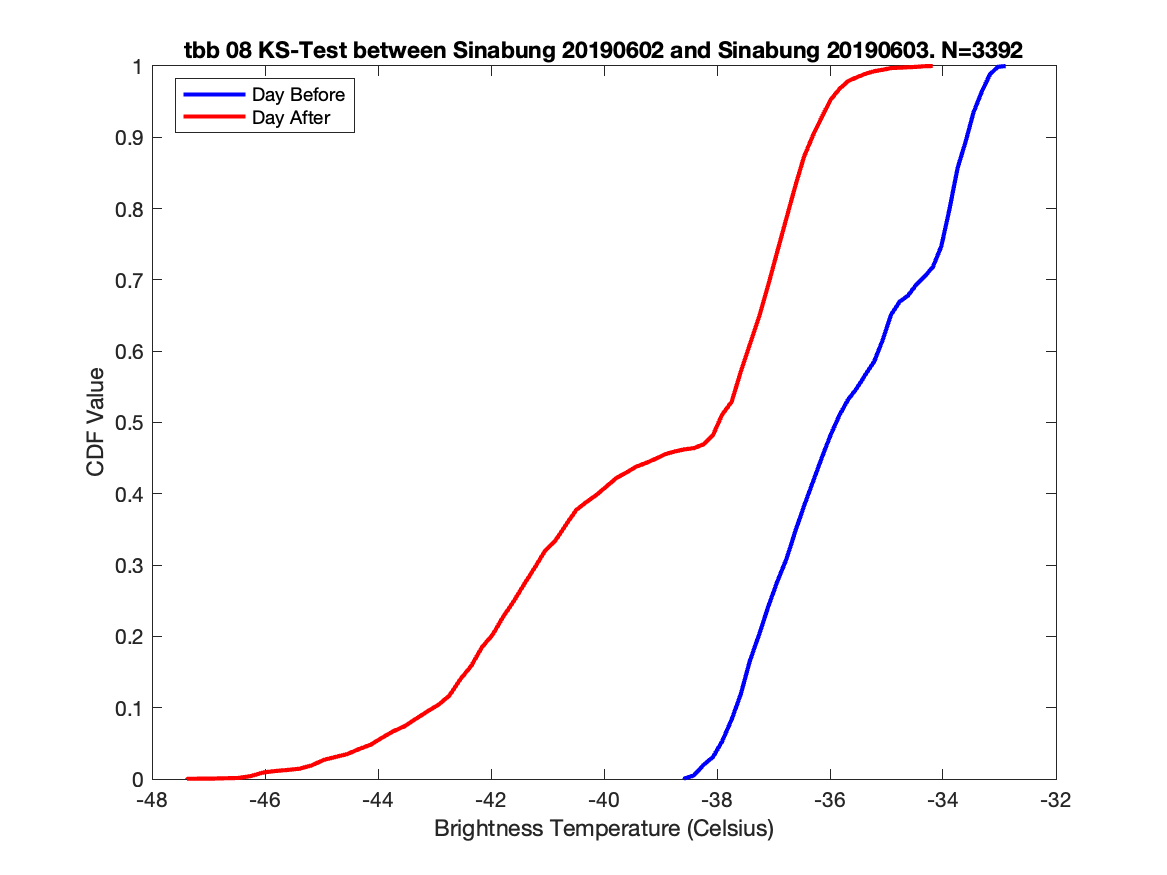 tbb 08 KS-Test between Sinabung 20190602 and Sinabung 20190603. N=3392
Day Before
Day After
1
0.9
0.8
0.7
0.6
0.5
0.4
0.3
0.2
0.1
0
CDF Value
-48 -46 -44 -42 -40 -38 -36 -34 -32
Brightness Temperature (Celsius)